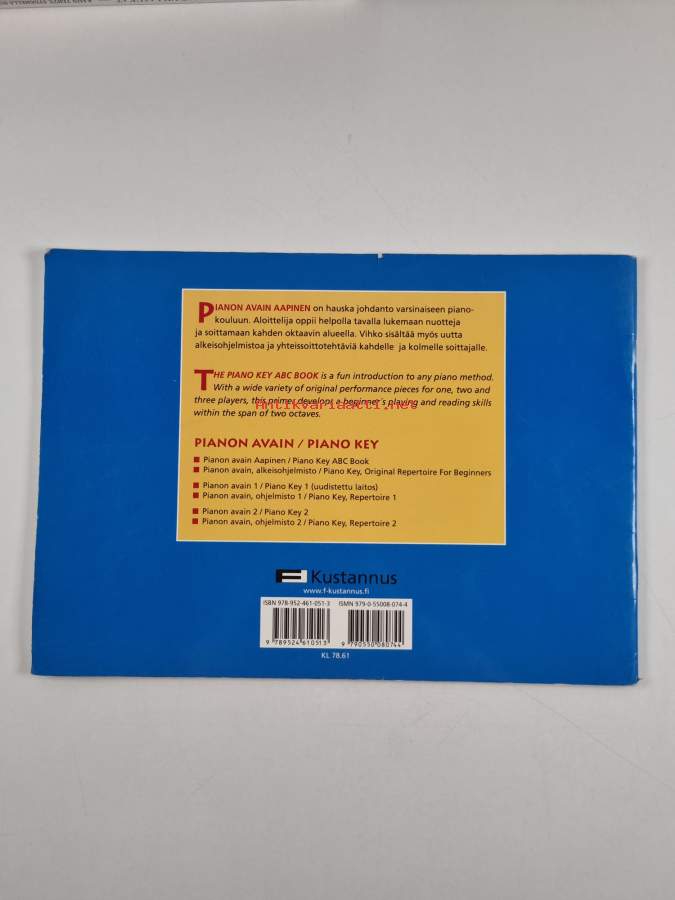 PIANON AVAIN AAPINEN on hauska johdanto varsinaiseen piano-
kouluun. Aloittelija oppii helpolla tavalla lukemaan nuotteja
ja soittamaan kahden oktaavin alueella. Vihko sisältää myös uutta
alkeisohjelmistoa ja yhteissoittotehtäviä kahdelle ja kolmelle soittajalle.
THE PIANO KEY ABC BOOK is a fun introduction to any piano method.
With a wide variety of original performance pieces for one, two and
three players, this primer develops a beginner's playing and reading skills
Antikvariaatti.net
within the span of two octaves.
PIANON AVAIN / PIANO KEY
Pianon avain Aapinen / Piano Key ABC Book
Pianon avain, alkeisohjelmisto / Piano Key, Original Repertoire For Beginners
Pianon avain 1 / Piano Key 1 (uudistettu laitos)
Pianon avain, ohjelmisto 1 / Piano Key, Repertoire 1
Pianon avain 2 / Piano Key 2
Pianon avain, ohjelmisto 2 / Piano Key, Repertoire 2
F Kustannus
www.f-kustannus.fi
ISBN 978-952-461-051-3 ISMN 979-0-55008-074-4
9 789524 610513 9 790550 080744
KL 78.61